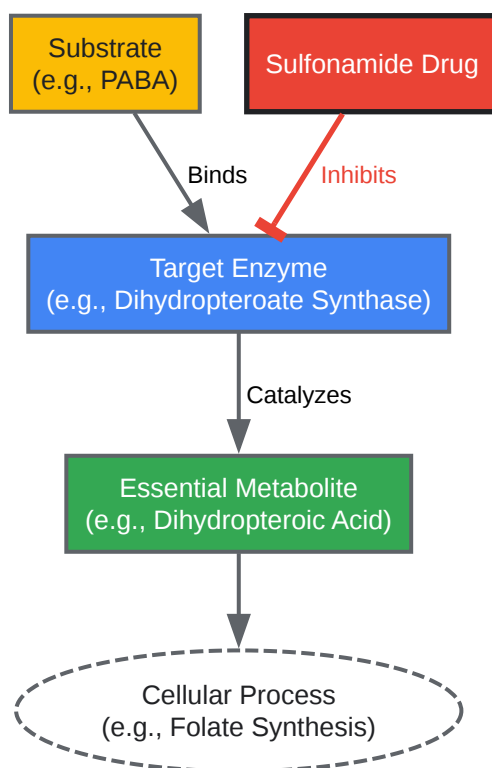 Substrate
(e.g., PABA)
Sulfonamide Drug
Binds
Inhibits
Target Enzyme
(e.g., Dihydropteroate Synthase)
Catalyzes
Essential Metabolite
(e.g., Dihydropteroic Acid)
Cellular Process
(e.g., Folate Synthesis)